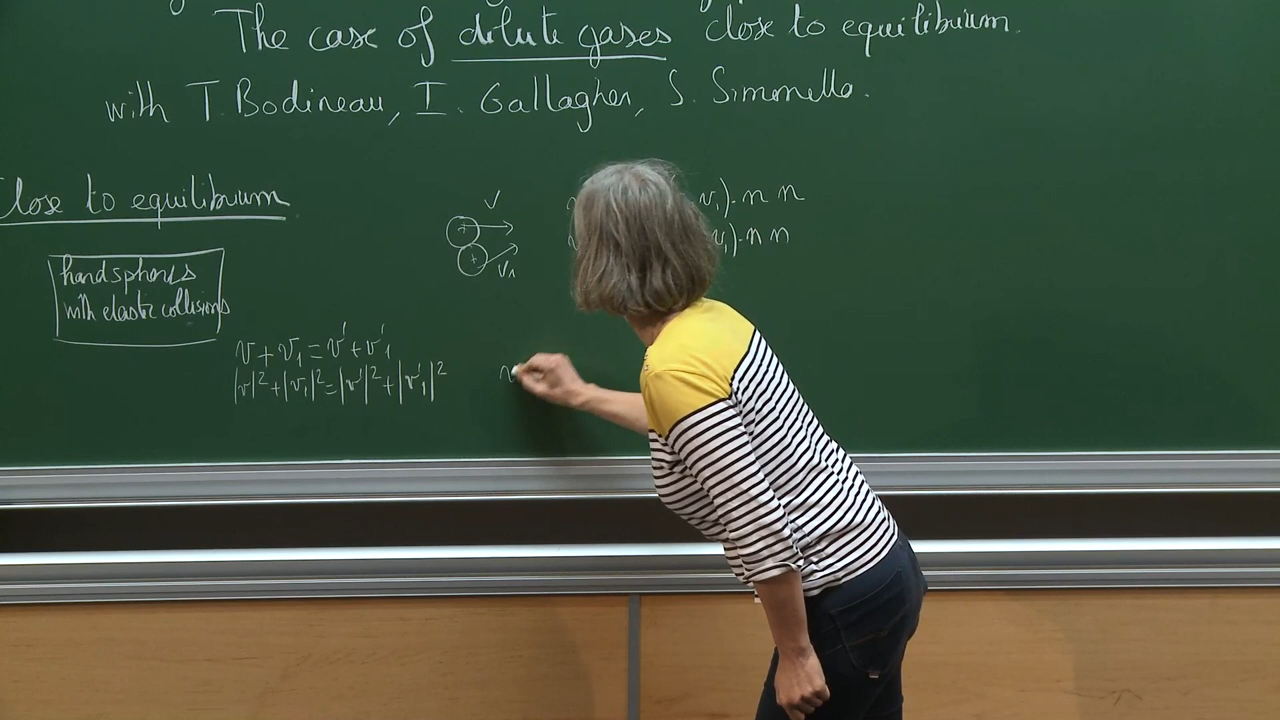 The case of dilute gases close to equilibrium.
with T. Bodineau, I. Gallagher, S. Simonella.
Close to equilibrium
hard spheres
with elastic collisions
v + v₁ = v' + v'₁
|v|² + |v₁|² = |v'|² + |v'₁|²
v
v₁
v₁)·n n
v₁)·n n